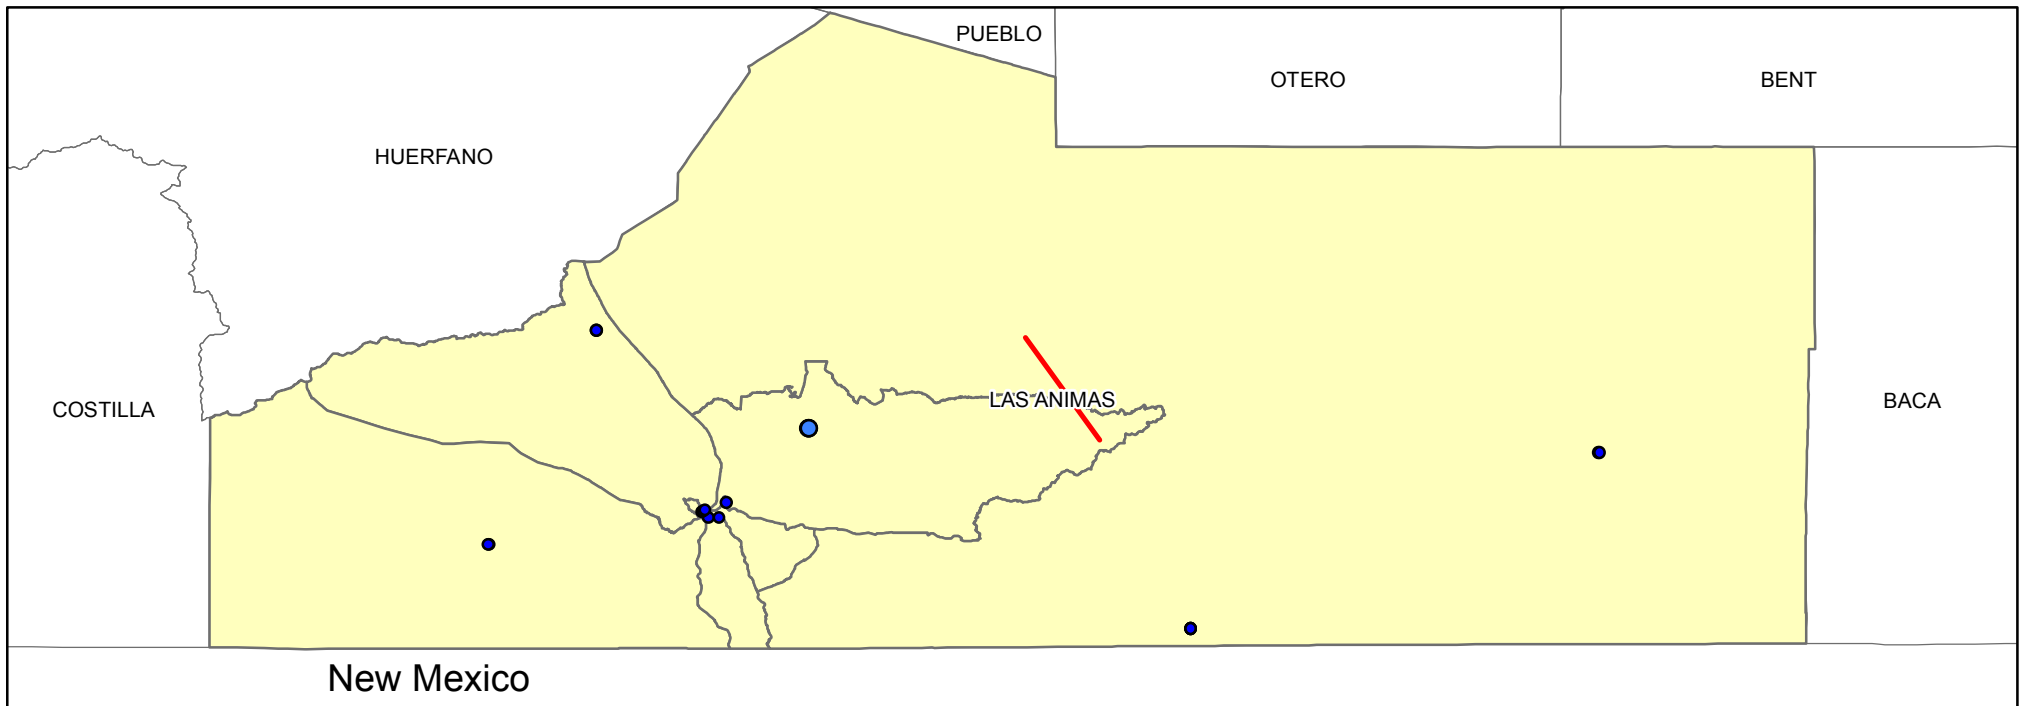 PUEBLO
OTERO
BENT
HUERFANO
LAS ANIMAS
COSTILLA
BACA
New Mexico